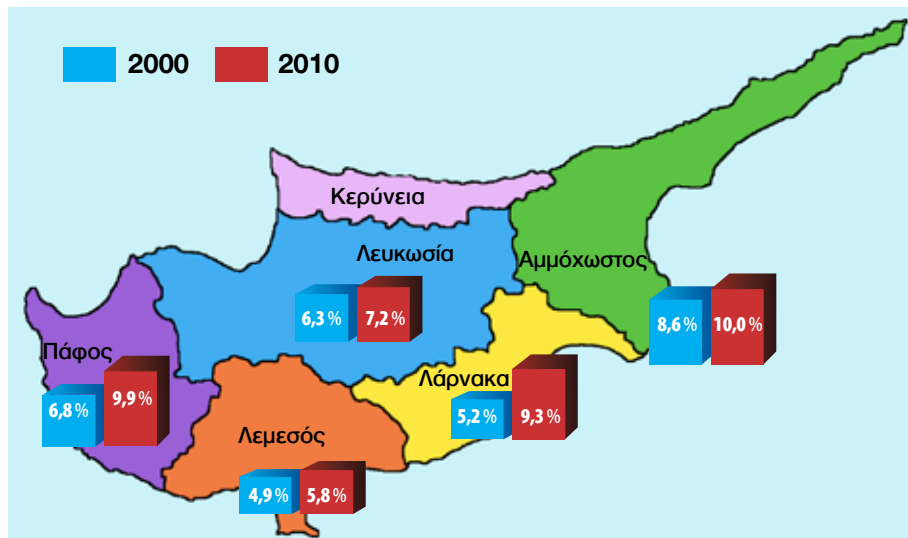 2000 2010
Κερύνεια
Λευκωσία
Αμμόχωστος
6,3 % 7,2 %
8,6 % 10,0 %
Πάφος
Λάρνακα
6,8 % 9,9 %
5,2 % 9,3 %
Λεμεσός
4,9 % 5,8 %